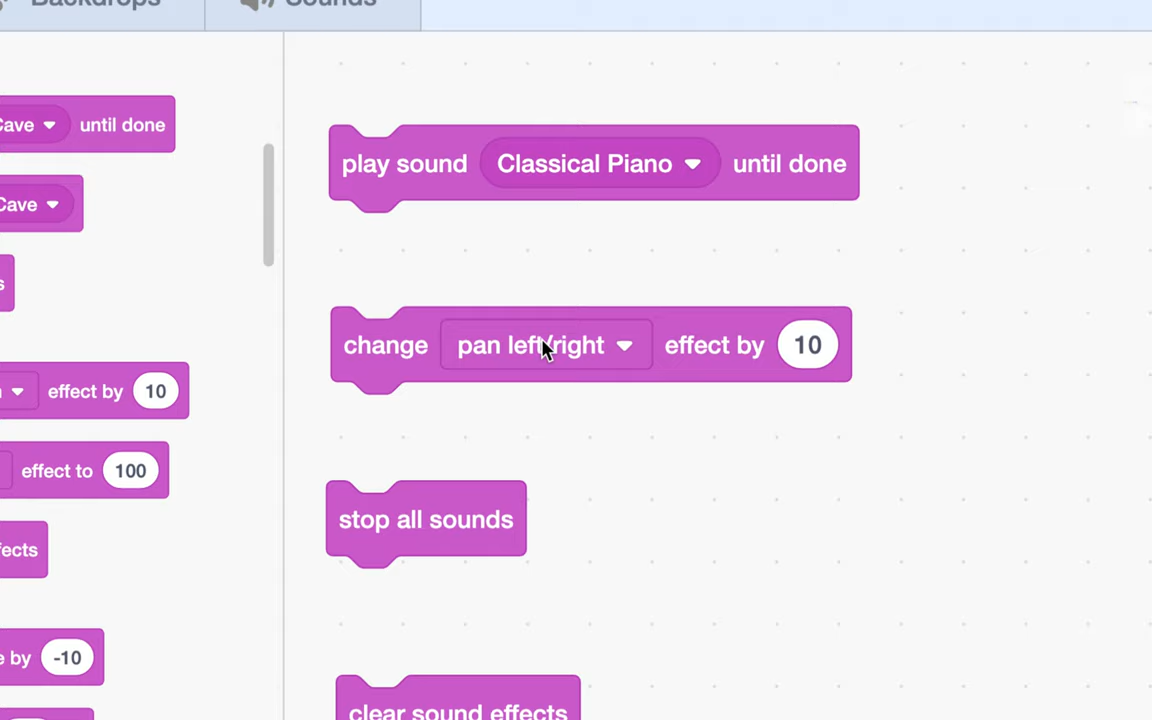 Backdrops
Sounds
Cave until done
play sound Classical Piano until done
Cave
change pan left/right effect by 10
effect by 10
effect to 100
stop all sounds
e by -10
clear sound effects